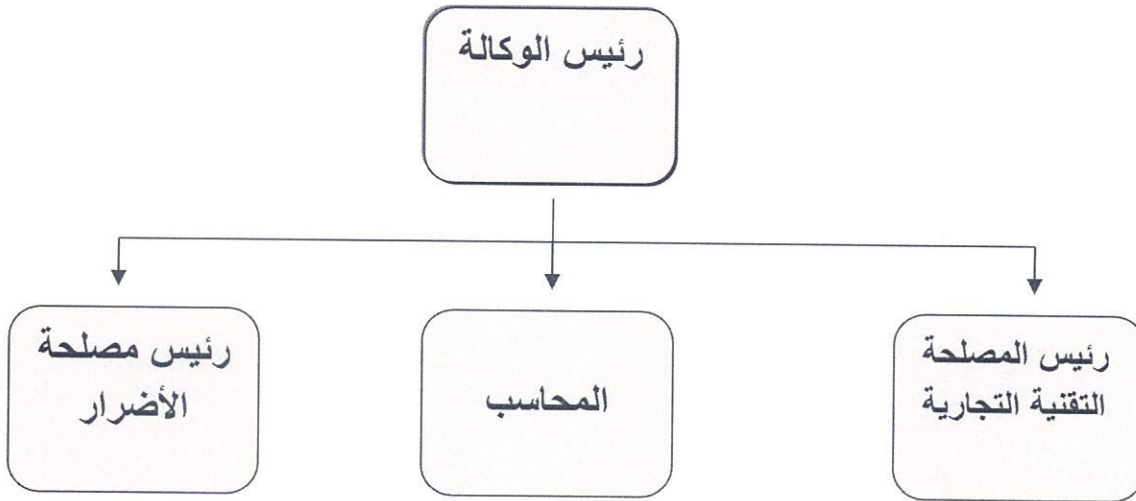 رئيس الوكالة
رئيس المصلحة
التقنية التجارية
المحاسب
رئيس مصلحة
الأضرار